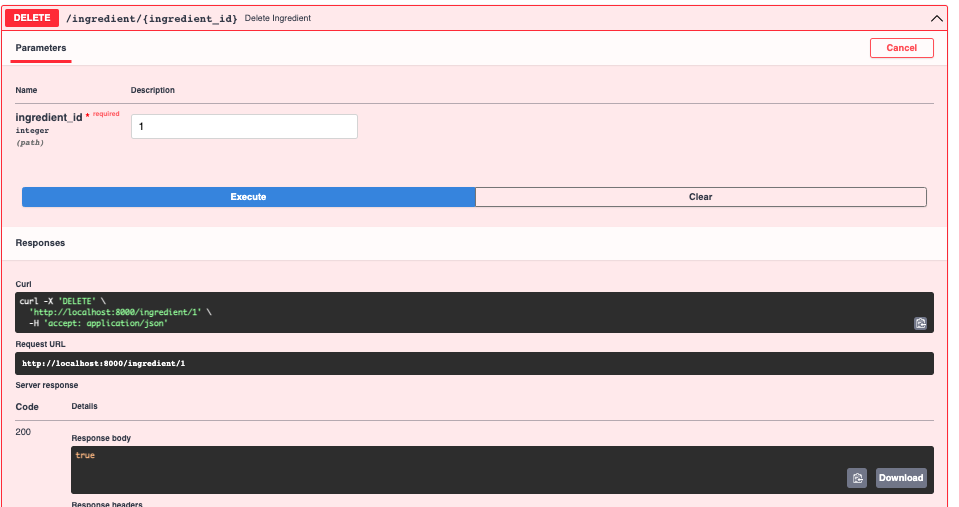 DELETE /ingredient/{ingredient_id} Delete Ingredient
Parameters
Cancel
Name Description
ingredient_id * required
integer
(path)
1
Execute Clear
Responses
Curl
curl -X 'DELETE' \
'http://localhost:8000/ingredient/1' \
-H 'accept: application/json'
Request URL
http://localhost:8000/ingredient/1
Server response
Code Details
200
Response body
true
Download
Response headers